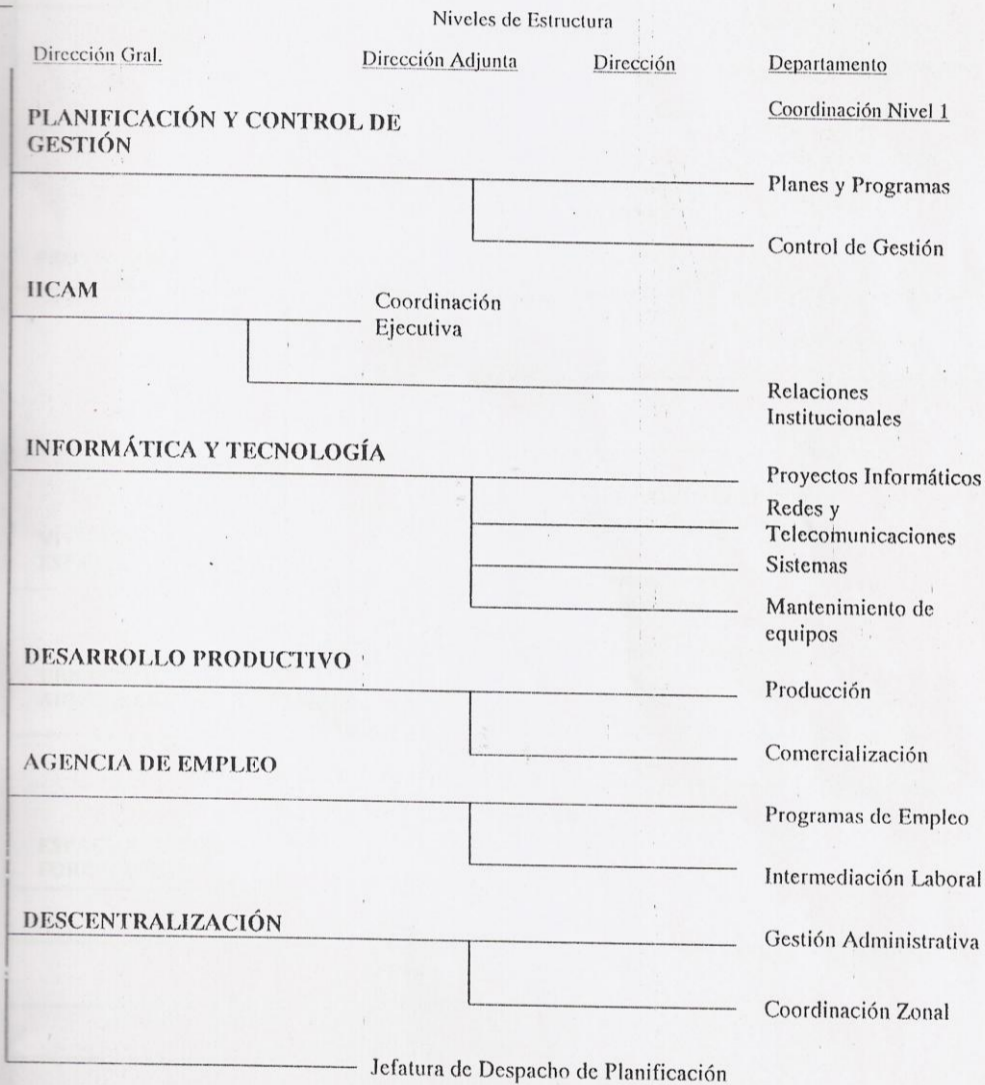 Niveles de Estructura
Dirección Gral. Dirección Adjunta Dirección Departamento
Coordinación Nivel 1
PLANIFICACIÓN Y CONTROL DE
GESTIÓN
Planes y Programas
Control de Gestión
IICAM
Coordinación
Ejecutiva
Relaciones
Institucionales
INFORMÁTICA Y TECNOLOGÍA
Proyectos Informáticos
Redes y
Telecomunicaciones
Sistemas
Mantenimiento de
equipos
DESARROLLO PRODUCTIVO
Producción
Comercialización
AGENCIA DE EMPLEO
Programas de Empleo
Intermediación Laboral
DESCENTRALIZACIÓN
Gestión Administrativa
Coordinación Zonal
Jefatura de Despacho de Planificación